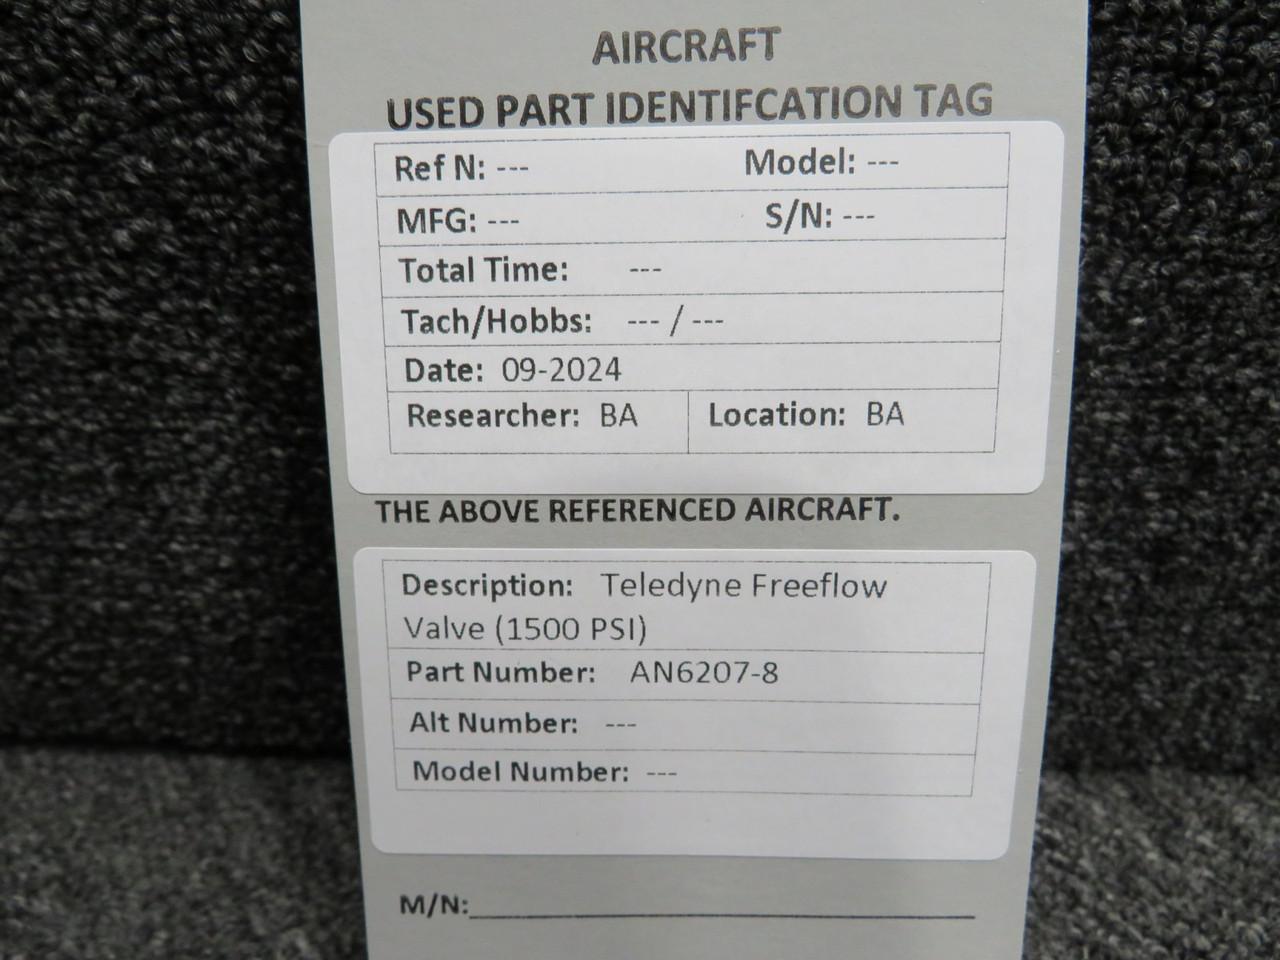 AIRCRAFT
USED PART IDENTIFCATION TAG
Ref N: --- Model: ---
MFG: --- S/N: ---
Total Time: ---
Tach/Hobbs: --- / ---
Date: 09-2024
Researcher: BA Location: BA
THE ABOVE REFERENCED AIRCRAFT.
Description: Teledyne Freeflow
Valve (1500 PSI)
Part Number: AN6207-8
Alt Number: ---
Model Number: ---
M/N: